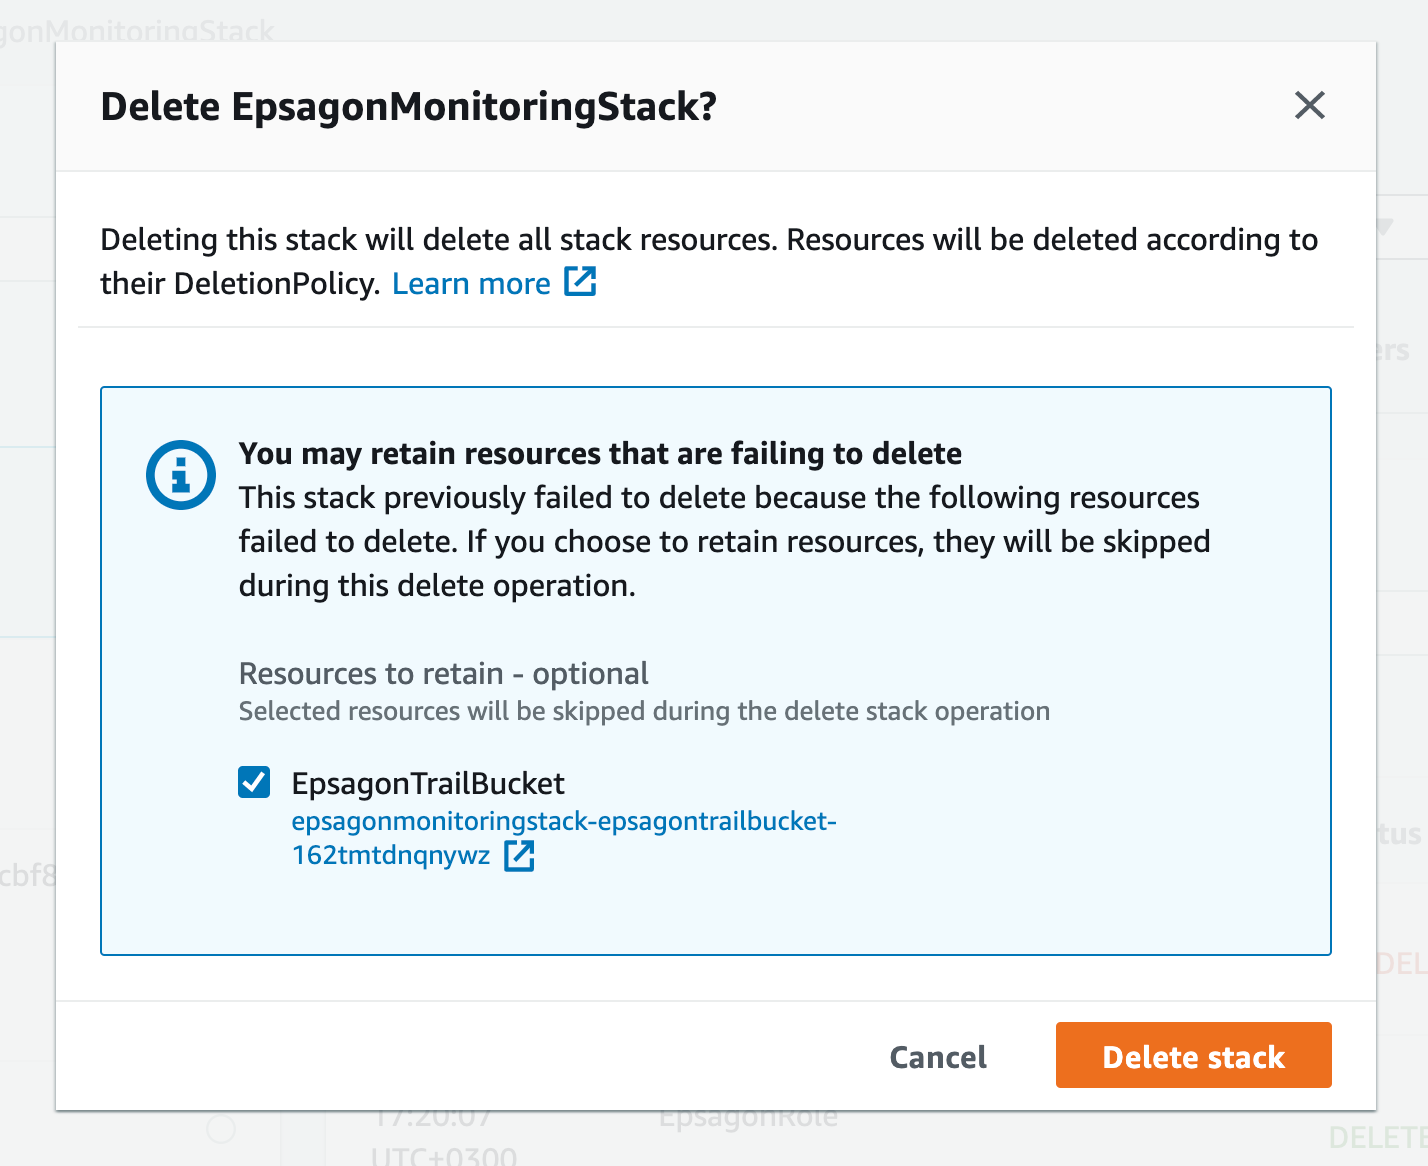 gonMonitoringStack
Delete EpsagonMonitoringStack?
Deleting this stack will delete all stack resources. Resources will be deleted according to
their DeletionPolicy. Learn more
ers
You may retain resources that are failing to delete
This stack previously failed to delete because the following resources
failed to delete. If you choose to retain resources, they will be skipped
during this delete operation.
Resources to retain - optional
Selected resources will be skipped during the delete stack operation
EpsagonTrailBucket
epsagonmonitoringstack-epsagontrailbucket-
162tmtdnqnywz
tus
cbf8
DEL
Cancel
Delete stack
17:20:07
EpsagonRole
UTC+0300
DELETE